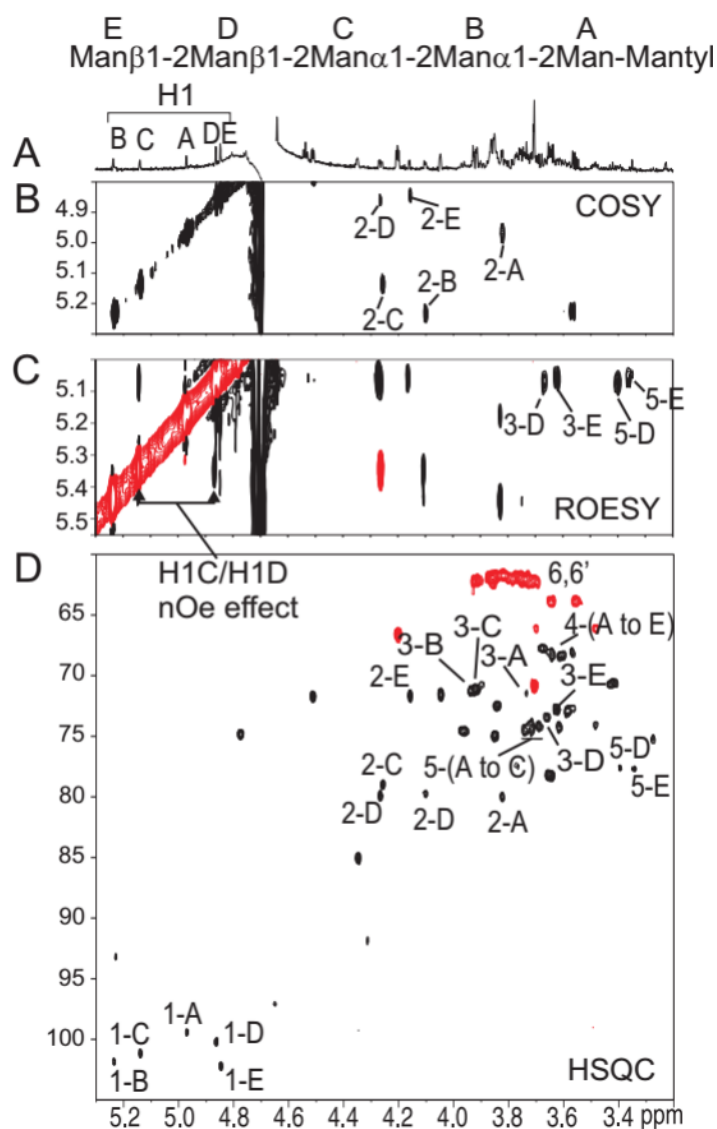 E D C B A
Manβ1-2Manβ1-2Manα1-2Manα1-2Man-Mantyl
H1
B C A D E
A
B
COSY
4.9
5.0
5.1
5.2
2-D
2-E
2-A
2-B
2-C
C
5.1
5.2
5.3
5.4
5.5
3-D
3-E
5-D
5-E
ROESY
H1C/H1D
nOe effect
D
6,6'
65
70
75
80
85
90
95
100
4-(A to E)
3-C
3-B
3-A
2-E
3-E
5-D
3-D
5-(A to C)
5-E
2-C
2-D
2-D
2-A
1-A
1-C
1-D
1-B
1-E
HSQC
5.2 5.0 4.8 4.6 4.4 4.2 4.0 3.8 3.6 3.4 ppm